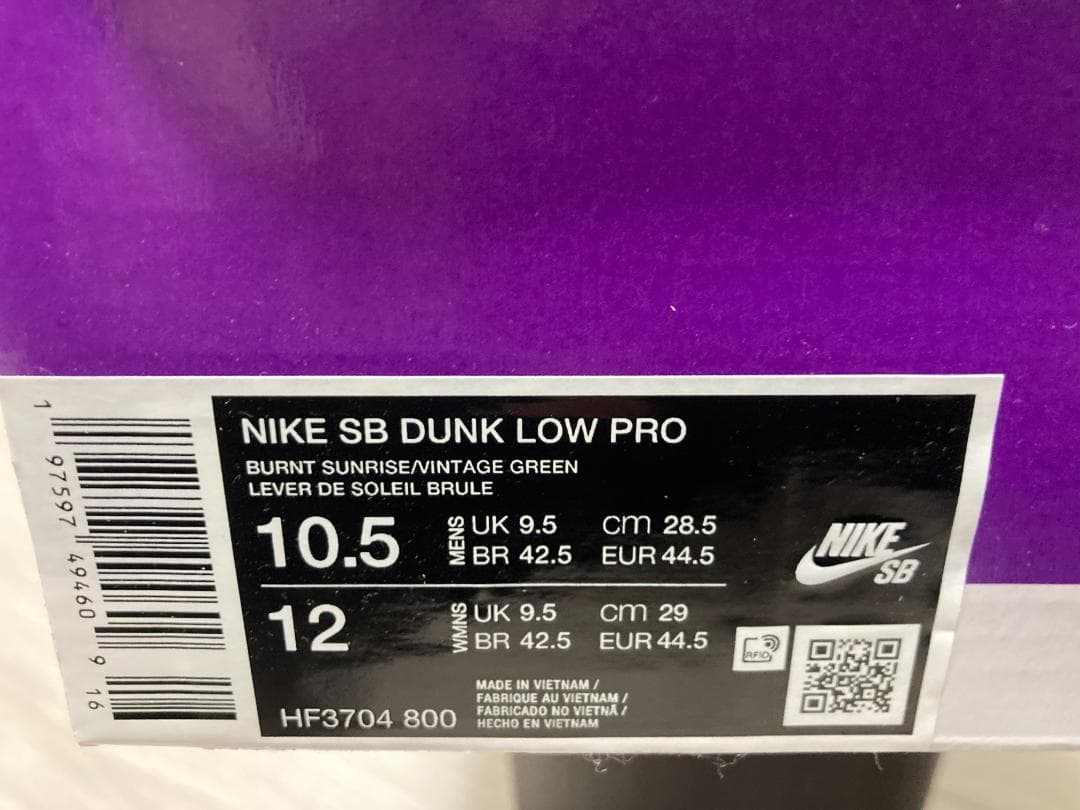 NIKE SB DUNK LOW PRO
BURNT SUNRISE/VINTAGE GREEN
LEVER DE SOLEIL BRULE
10.5 MENS UK 9.5 cm 28.5
BR 42.5 EUR 44.5
12 WMNS UK 9.5 cm 29
BR 42.5 EUR 44.5
MADE IN VIETNAM /
FABRIQUE AU VIETNAM /
FABRICADO NO VIETNÃ /
HECHO EN VIETNAM
HF3704 800
NIKE
SB
RFID
1 97597 49460 9 16